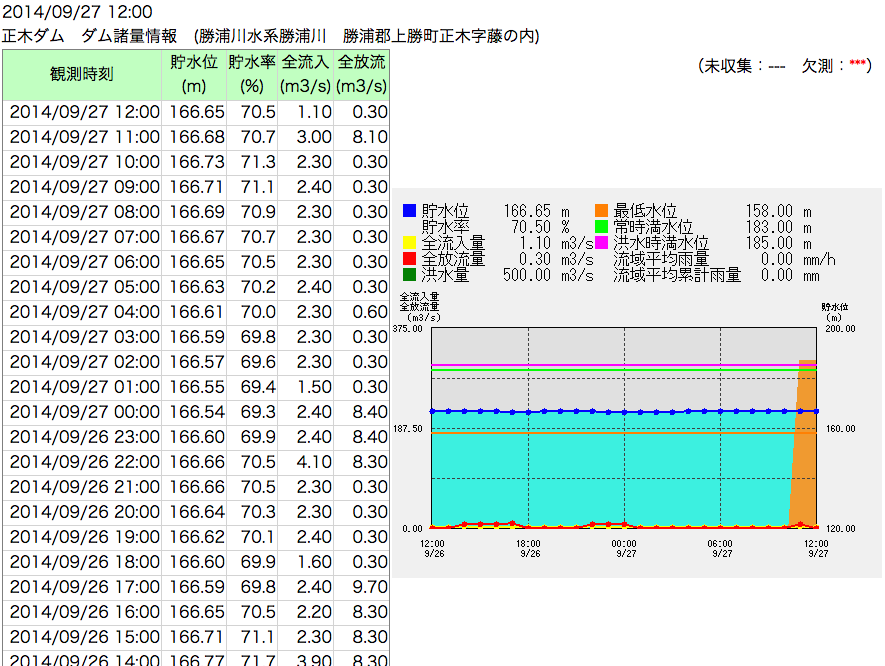 2014/09/27 12:00
正木ダム　ダム諸量情報　(勝浦川水系勝浦川　勝浦郡上勝町正木字藤の内)
観測時刻 貯水位(m) 貯水率(%) 全流入(m3/s) 全放流(m3/s)
2014/09/27 12:00 166.65 70.5 1.10 0.30
2014/09/27 11:00 166.68 70.7 3.00 8.10
2014/09/27 10:00 166.73 71.3 2.30 0.30
2014/09/27 09:00 166.71 71.1 2.40 0.30
2014/09/27 08:00 166.69 70.9 2.30 0.30
2014/09/27 07:00 166.67 70.7 2.30 0.30
2014/09/27 06:00 166.65 70.5 2.30 0.30
2014/09/27 05:00 166.63 70.2 2.40 0.30
2014/09/27 04:00 166.61 70.0 2.30 0.60
2014/09/27 03:00 166.59 69.8 2.30 0.30
2014/09/27 02:00 166.57 69.6 2.30 0.30
2014/09/27 01:00 166.55 69.4 1.50 0.30
2014/09/27 00:00 166.54 69.3 2.40 8.40
2014/09/26 23:00 166.60 69.9 2.40 8.40
2014/09/26 22:00 166.66 70.5 4.10 8.30
2014/09/26 21:00 166.66 70.5 2.30 0.30
2014/09/26 20:00 166.64 70.3 2.30 0.30
2014/09/26 19:00 166.62 70.1 2.40 0.30
2014/09/26 18:00 166.60 69.9 1.60 0.30
2014/09/26 17:00 166.59 69.8 2.40 9.70
2014/09/26 16:00 166.65 70.5 2.20 8.30
2014/09/26 15:00 166.71 71.1 2.30 8.30
2014/09/26 14:00 166.77 71.7 3.90 8.30
（未収集：---　欠測：***）
貯水位 166.65 m 最低水位 158.00 m
貯水率 70.50 % 常時満水位 183.00 m
全流入量 1.10 m3/s 洪水時満水位 185.00 m
全放流量 0.30 m3/s 流域平均雨量 0.00 mm/h
洪水量 500.00 m3/s 流域平均累計雨量 0.00 mm
全流入量
全放流量
(m3/s)
貯水位
(m)
375.00 200.00
187.50 160.00
0.00 120.00
12:00 18:00 00:00 06:00 12:00
9/26 9/26 9/27 9/27 9/27